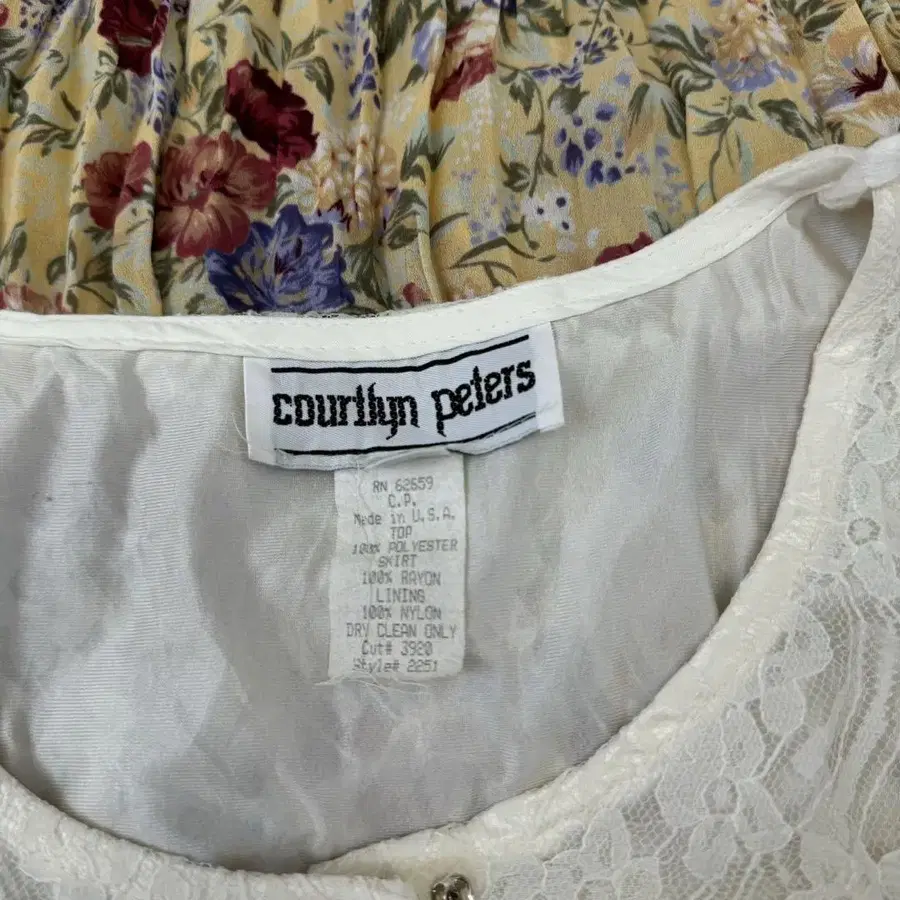 courtlyn peters
RN 62659
C.P.
Made in U.S.A.
TOP
100% POLYESTER
SKIRT
100% RAYON
LINING
100% NYLON
DRY CLEAN ONLY
Cut# 3920
Style# 2251